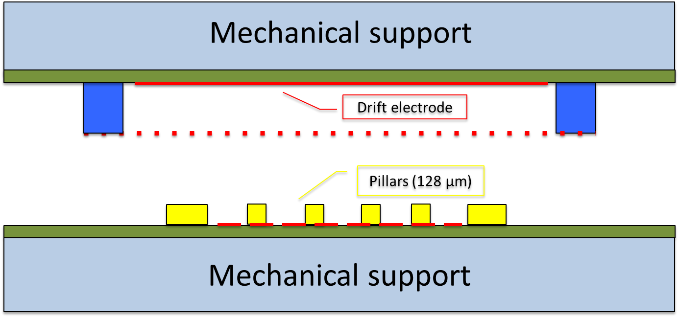 Mechanical support
Drift electrode
Pillars (128 μm)
Mechanical support